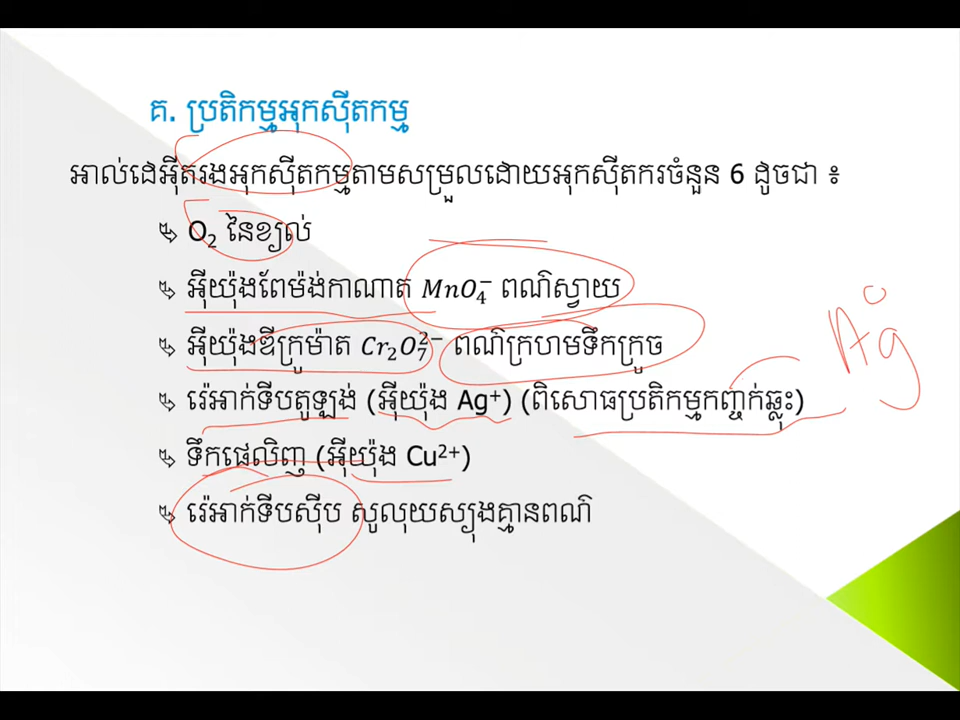 គ. ប្រតិកម្មអុកស៊ីតកម្ម
អាល់ដេអ៊ីតរងអុកស៊ីតកម្មតាមសម្រួលដោយអុកស៊ីតករចំនួន 6 ដូចជា ៖
O₂ នៃខ្យល់
អ៊ីយ៉ុងពែម៉ង់កាណាត MnO₄⁻ ពណ៌ស្វាយ
អ៊ីយ៉ុងឌីក្រូម៉ាត Cr₂O₇²⁻ ពណ៌ក្រហមទឹកក្រូច
Ag⁰
រ៉េអាក់ទីបតូឡង់ (អ៊ីយ៉ុង Ag⁺) (ពិសោធប្រតិកម្មកញ្ចក់ឆ្លុះ)
ទឹកផេលិញ (អ៊ីយ៉ុង Cu²⁺)
រ៉េអាក់ទីបស៊ីប សូលុយស្យុងគ្មានពណ៌